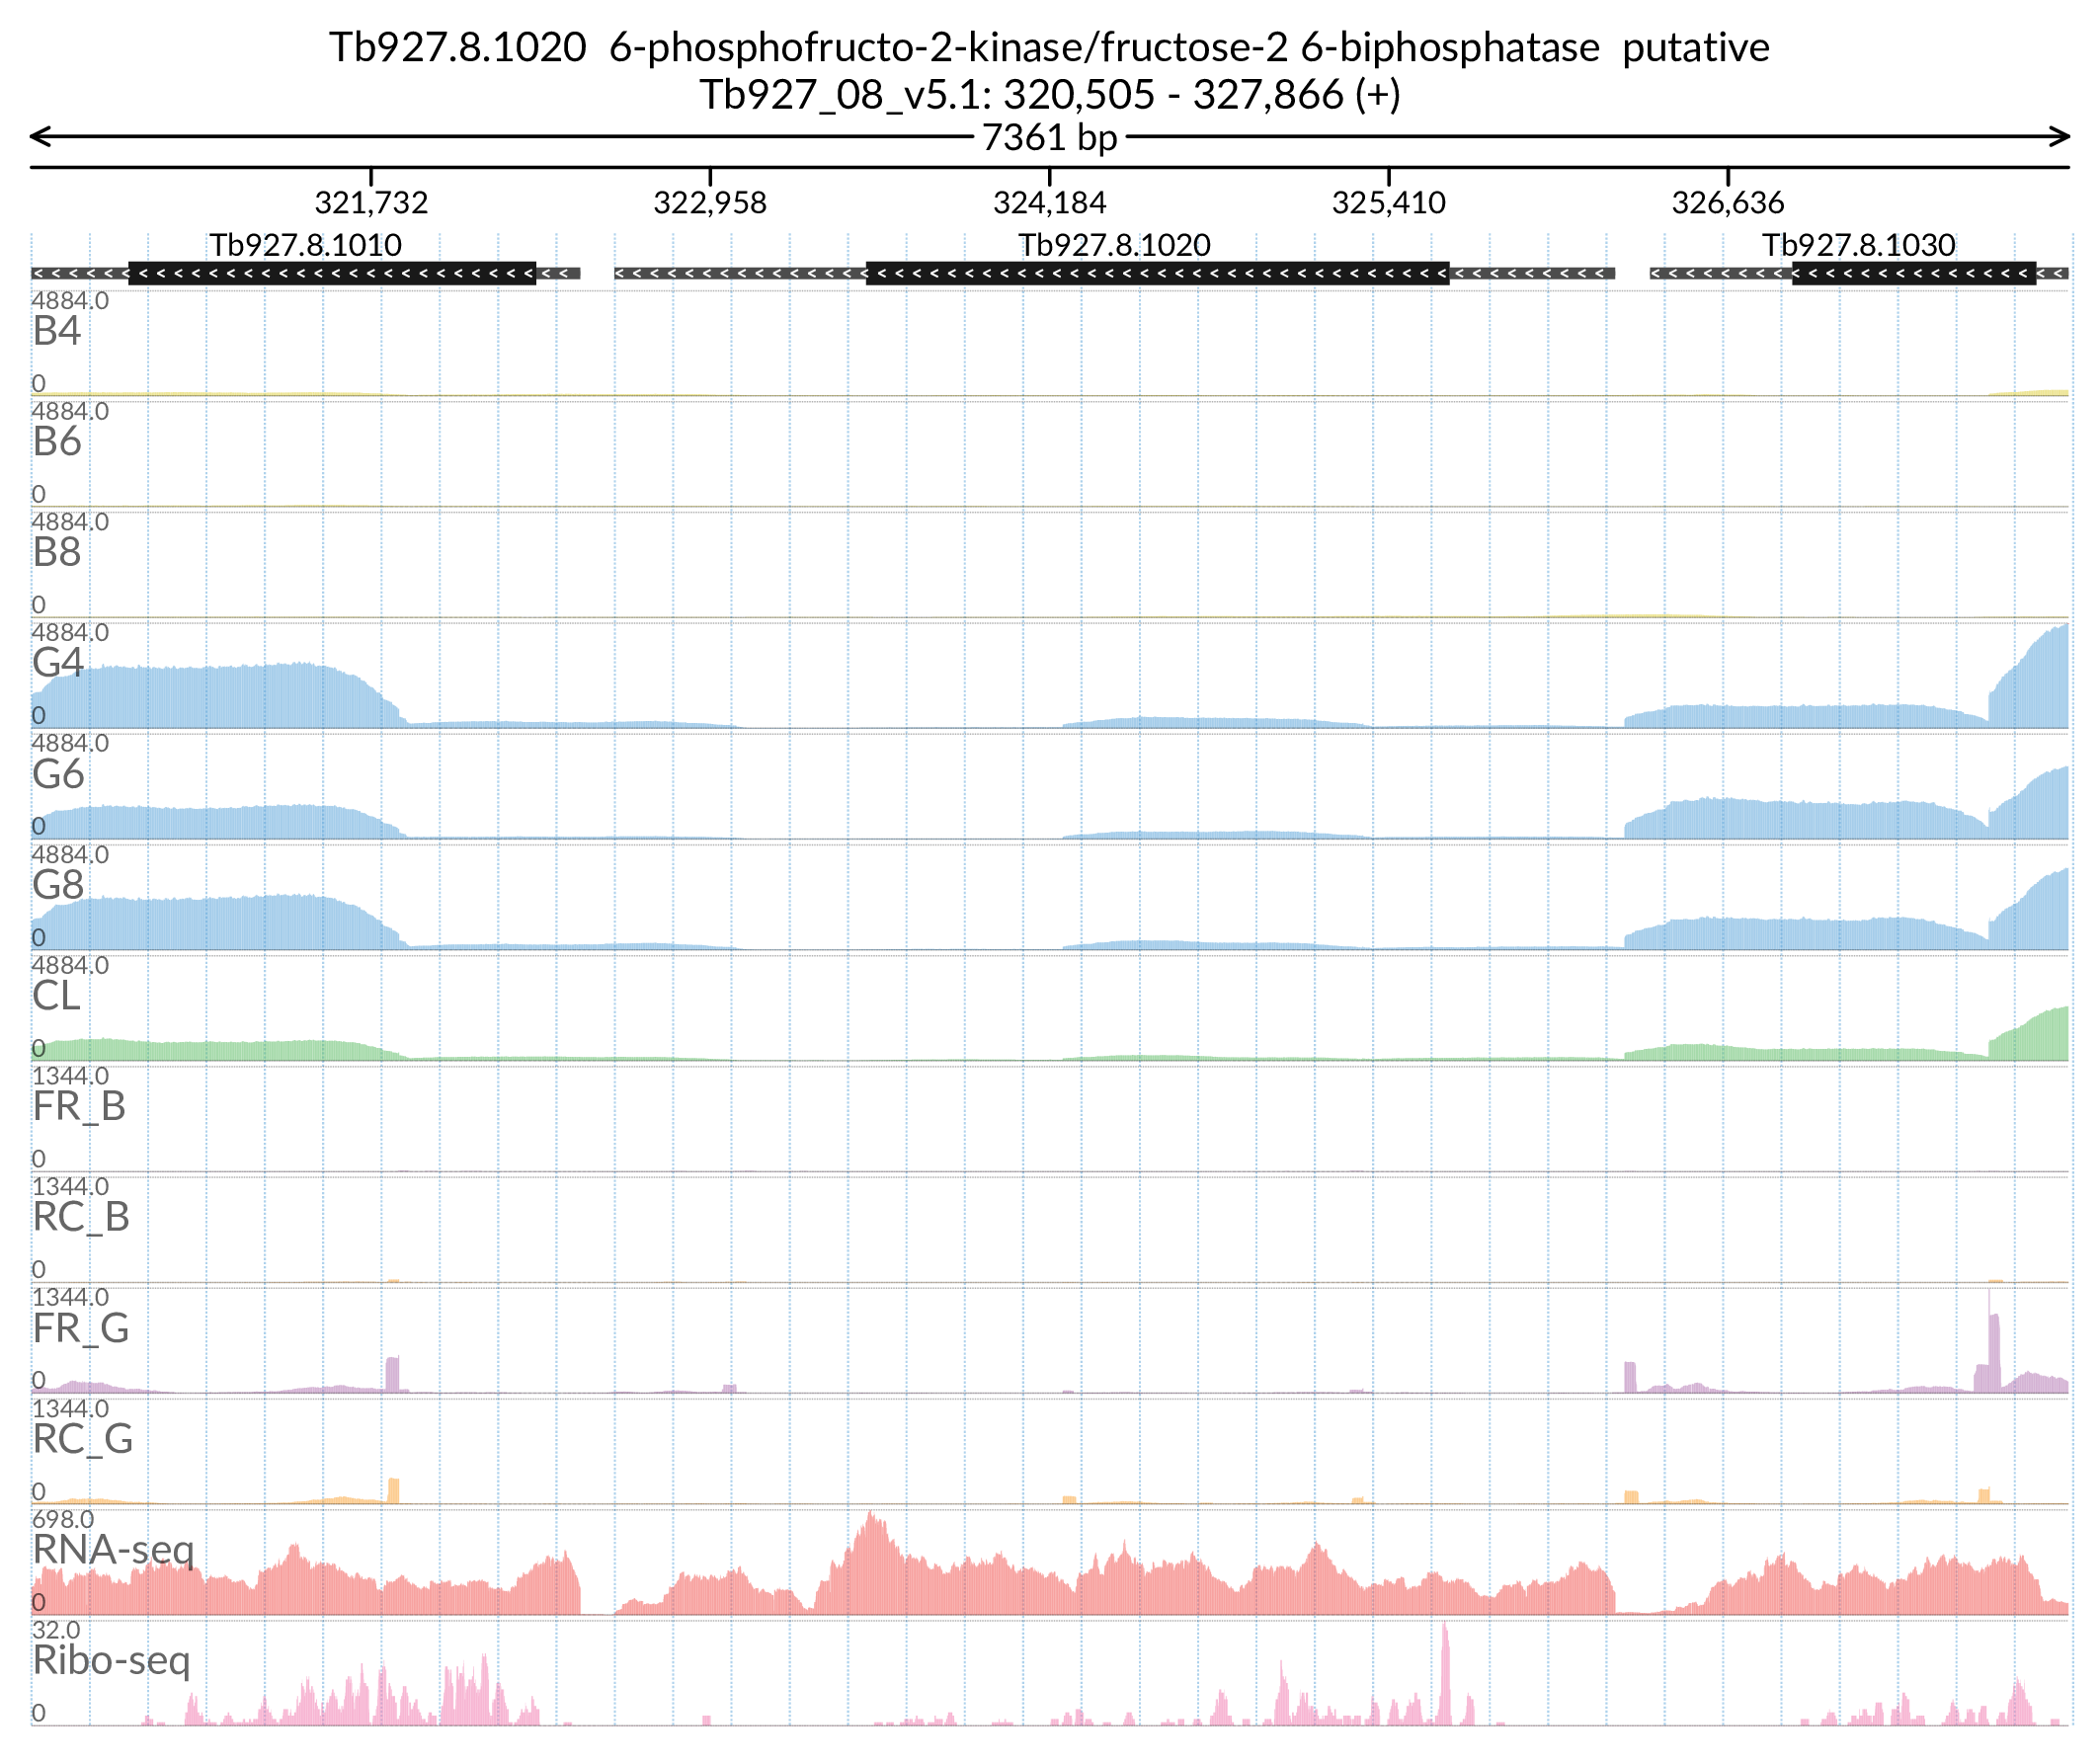 Tb927.8.1020  6-phosphofructo-2-kinase/fructose-2 6-biphosphatase  putative
Tb927_08_v5.1: 320,505 - 327,866 (+)
7361 bp
321,732 322,958 324,184 325,410 326,636
Tb927.8.1010 Tb927.8.1020 Tb927.8.1030
4884.0
B4
0
4884.0
B6
0
4884.0
B8
0
4884.0
G4
0
4884.0
G6
0
4884.0
G8
0
4884.0
CL
0
1344.0
FR_B
0
1344.0
RC_B
0
1344.0
FR_G
0
1344.0
RC_G
0
698.0
RNA-seq
0
32.0
Ribo-seq
0